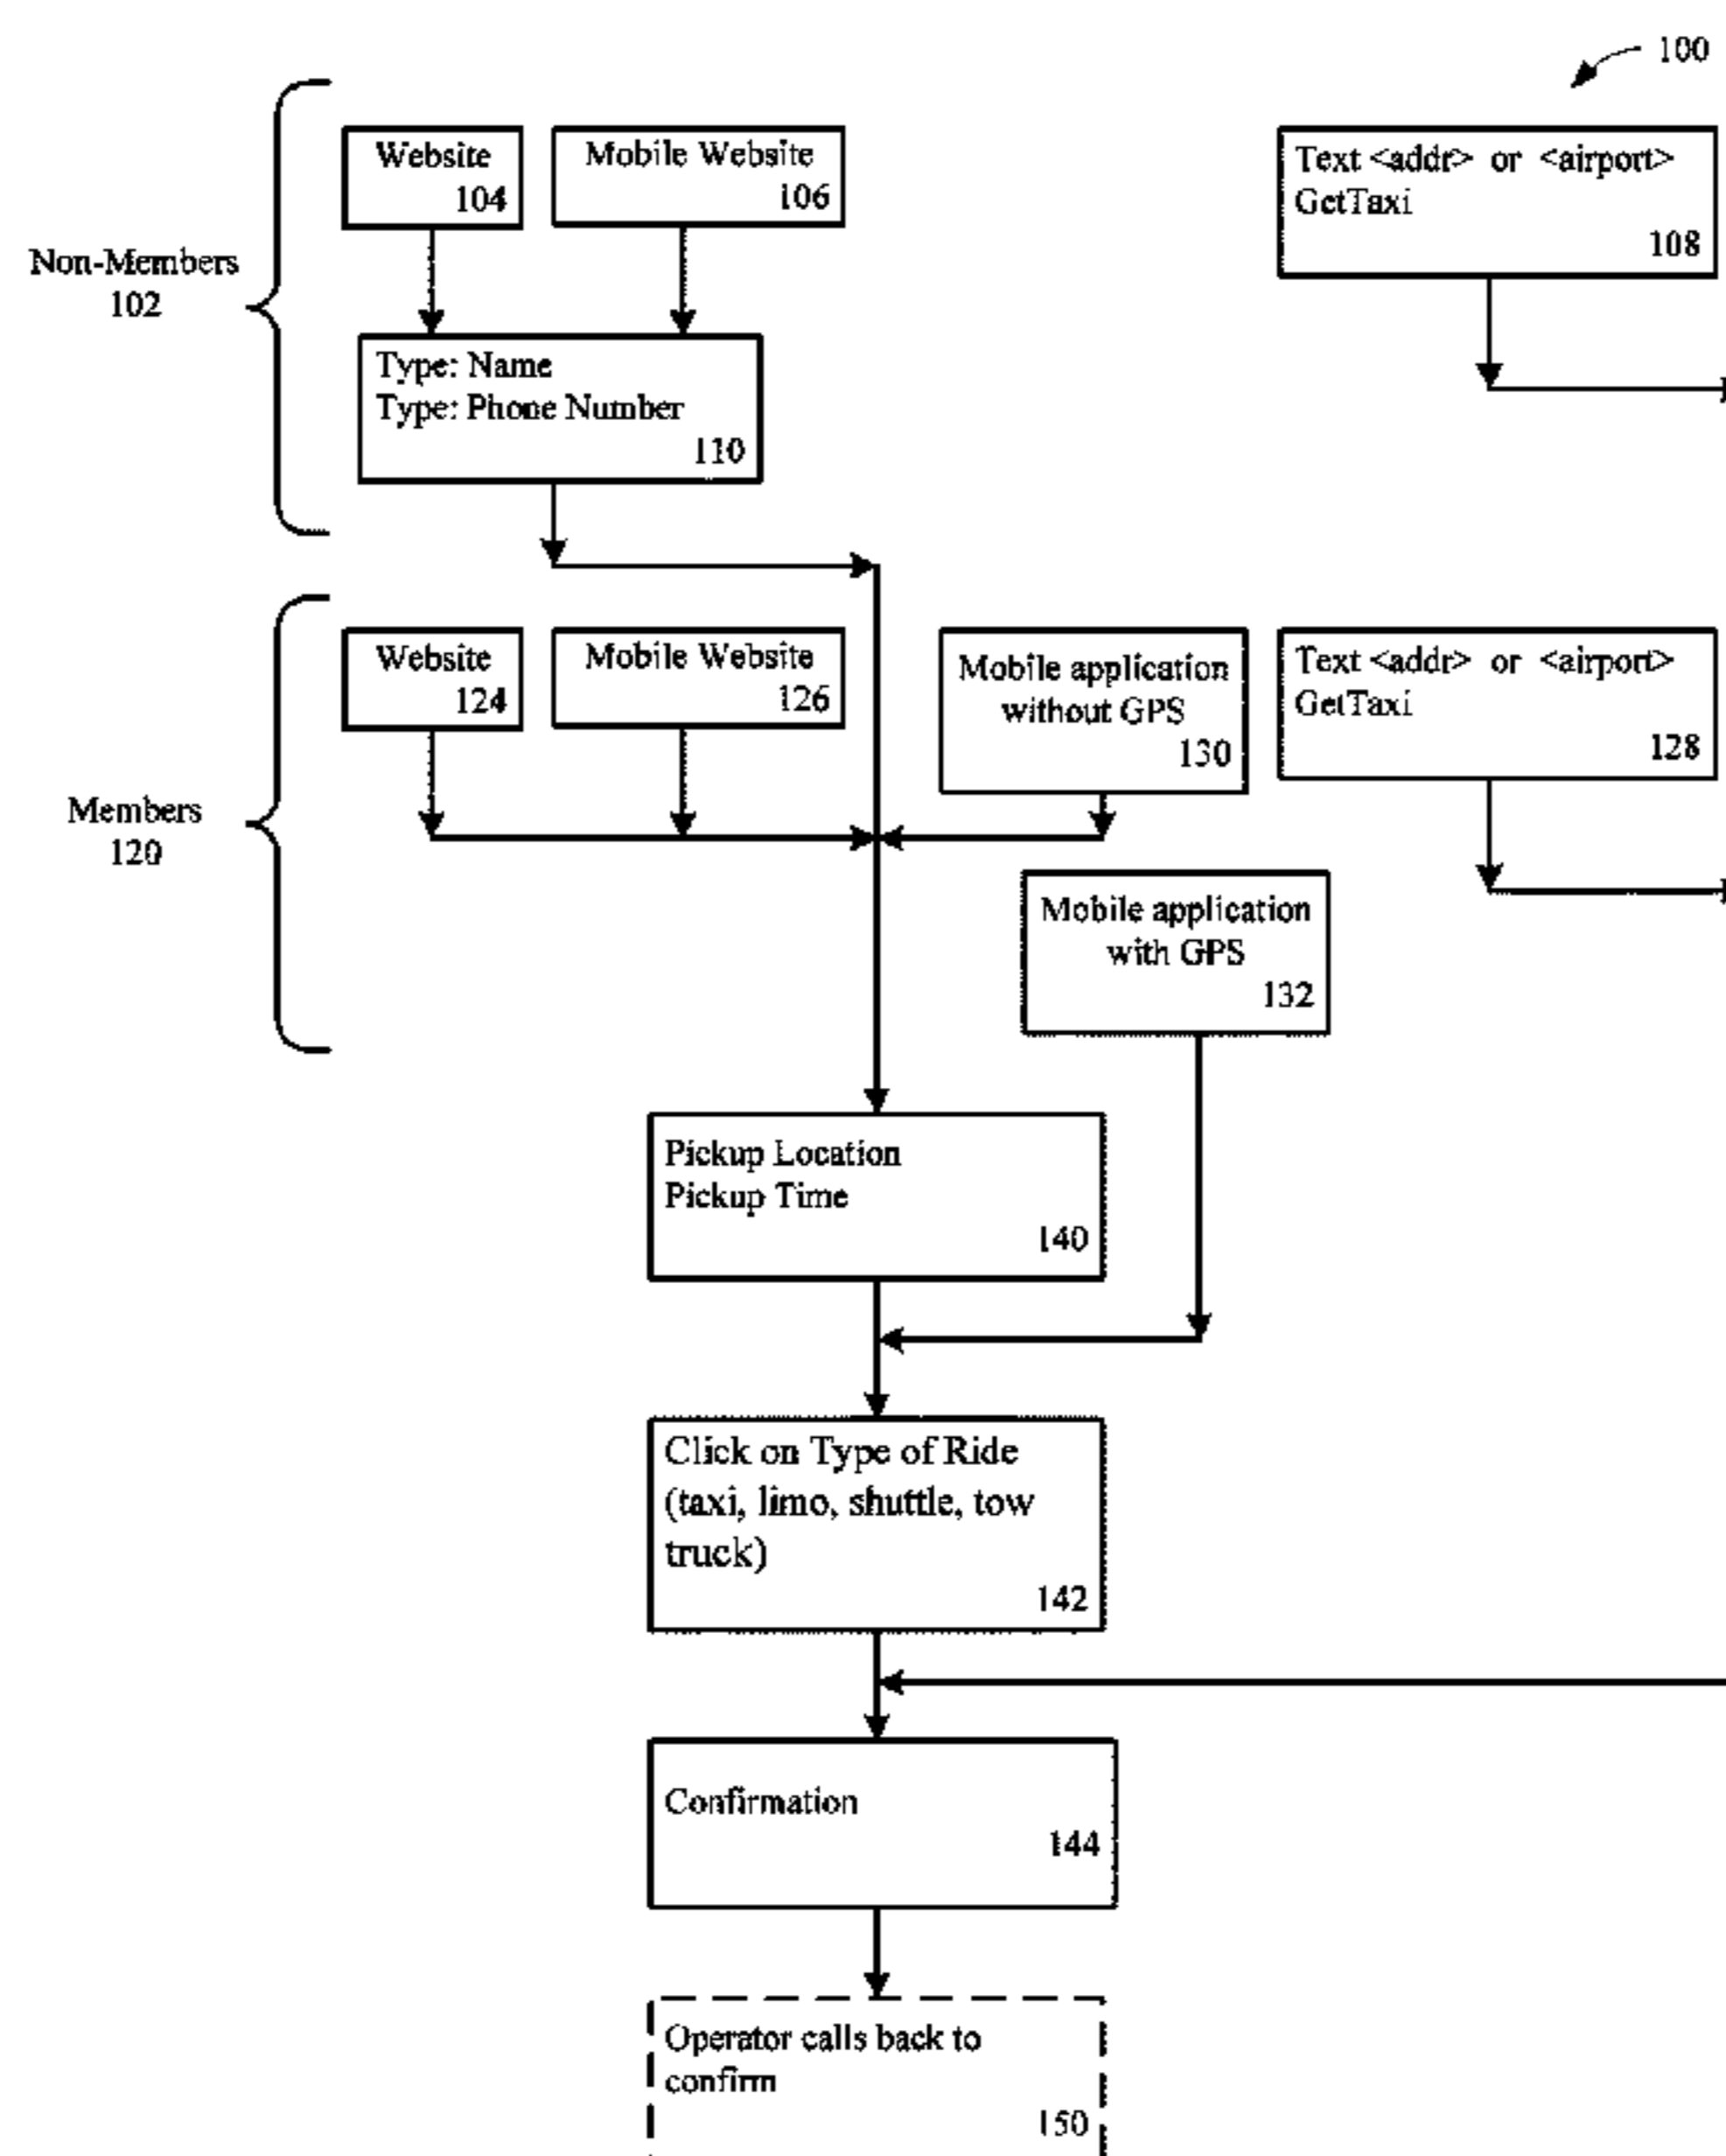 100
Website
104
Mobile Website
106
Text <addr> or <airport>
GetTaxi
108
Non-Members
102
Type: Name
Type: Phone Number
110
Website
124
Mobile Website
126
Mobile application
without GPS
130
Text <addr> or <airport>
GetTaxi
128
Members
120
Mobile application
with GPS
132
Pickup Location
Pickup Time
140
Click on Type of Ride
(taxi, limo, shuttle, tow
truck)
142
Confirmation
144
Operator calls back to
confirm
150